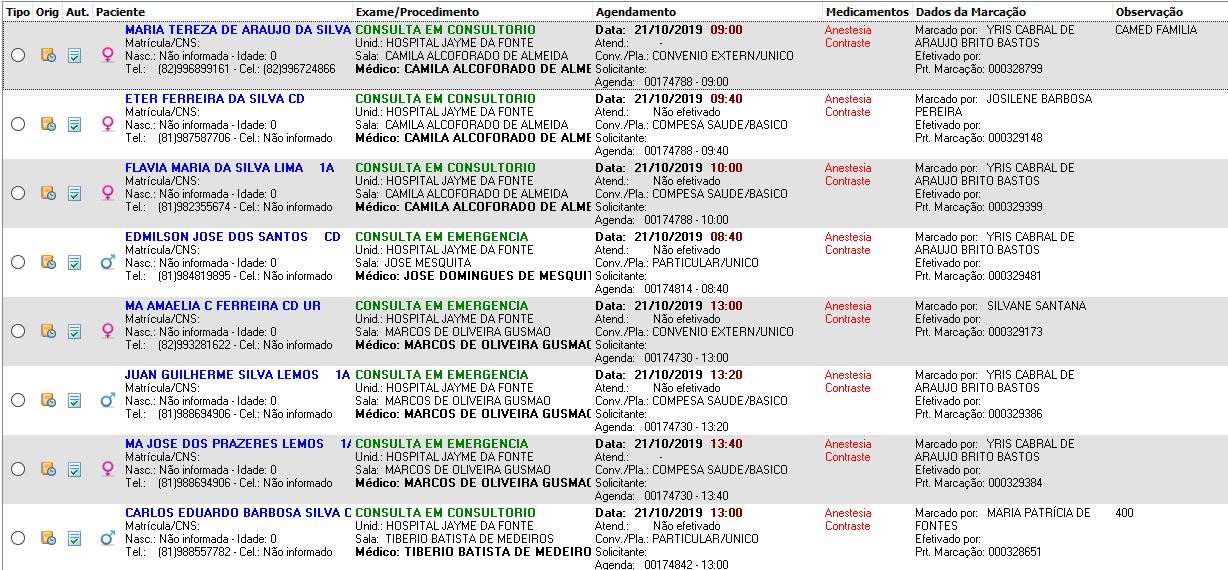 Tipo Orig Aut. Paciente Exame/Procedimento Agendamento Medicamentos Dados da Marcação Observação
MARIA TEREZA DE ARAUJO DA SILVA CONSULTA EM CONSULTORIO Data: 21/10/2019 09:00 Anestesia Marcado por: YRIS CABRAL DE CAMED FAMILIA
Matrícula/CNS: Unid.: HOSPITAL JAYME DA FONTE Atend.: - Contraste ARAUJO BRITO BASTOS
Nasc.: Não informada - Idade: 0 Sala: CAMILA ALCOFORADO DE ALMEIDA Conv./Pla.: CONVENIO EXTERN/UNICO Efetivado por:
Tel.: (82)996899161 - Cel.: (82)996724866 Médico: CAMILA ALCOFORADO DE ALME Solicitante: Prt. Marcação: 000328799
Agenda: 00174788 - 09:00
ETER FERREIRA DA SILVA CD CONSULTA EM CONSULTORIO Data: 21/10/2019 09:40 Anestesia Marcado por: JOSILENE BARBOSA
Matrícula/CNS: Unid.: HOSPITAL JAYME DA FONTE Atend.: Não efetivado Contraste PEREIRA
Nasc.: Não informada - Idade: 0 Sala: CAMILA ALCOFORADO DE ALMEIDA Conv./Pla.: COMPESA SAUDE/BASICO Efetivado por:
Tel.: (81)987587706 - Cel.: Não informado Médico: CAMILA ALCOFORADO DE ALME Solicitante: Prt. Marcação: 000329148
Agenda: 00174788 - 09:40
FLAVIA MARIA DA SILVA LIMA 1A CONSULTA EM CONSULTORIO Data: 21/10/2019 10:00 Anestesia Marcado por: YRIS CABRAL DE
Matrícula/CNS: Unid.: HOSPITAL JAYME DA FONTE Atend.: Não efetivado Contraste ARAUJO BRITO BASTOS
Nasc.: Não informada - Idade: 0 Sala: CAMILA ALCOFORADO DE ALMEIDA Conv./Pla.: COMPESA SAUDE/BASICO Efetivado por:
Tel.: (81)982355674 - Cel.: Não informado Médico: CAMILA ALCOFORADO DE ALME Solicitante: Prt. Marcação: 000329399
Agenda: 00174788 - 10:00
EDMILSON JOSE DOS SANTOS CD CONSULTA EM EMERGENCIA Data: 21/10/2019 08:40 Anestesia Marcado por: YRIS CABRAL DE
Matrícula/CNS: Unid.: HOSPITAL JAYME DA FONTE Atend.: Não efetivado Contraste ARAUJO BRITO BASTOS
Nasc.: Não informada - Idade: 0 Sala: JOSE MESQUITA Conv./Pla.: PARTICULAR/UNICO Efetivado por:
Tel.: (81)984819895 - Cel.: Não informado Médico: JOSE DOMINGUES DE MESQUIT Solicitante: Prt. Marcação: 000329481
Agenda: 00174814 - 08:40
MA AMAELIA C FERREIRA CD UR CONSULTA EM EMERGENCIA Data: 21/10/2019 13:00 Anestesia Marcado por: SILVANE SANTANA
Matrícula/CNS: Unid.: HOSPITAL JAYME DA FONTE Atend.: Não efetivado Contraste Efetivado por:
Nasc.: Não informada - Idade: 0 Sala: MARCOS DE OLIVEIRA GUSMAO Conv./Pla.: CONVENIO EXTERN/UNICO Prt. Marcação: 000329173
Tel.: (82)993281622 - Cel.: Não informado Médico: MARCOS DE OLIVEIRA GUSMAO Solicitante:
Agenda: 00174730 - 13:00
JUAN GUILHERME SILVA LEMOS 1A CONSULTA EM EMERGENCIA Data: 21/10/2019 13:20 Anestesia Marcado por: YRIS CABRAL DE
Matrícula/CNS: Unid.: HOSPITAL JAYME DA FONTE Atend.: Não efetivado Contraste ARAUJO BRITO BASTOS
Nasc.: Não informada - Idade: 0 Sala: MARCOS DE OLIVEIRA GUSMAO Conv./Pla.: COMPESA SAUDE/BASICO Efetivado por:
Tel.: (81)988694906 - Cel.: Não informado Médico: MARCOS DE OLIVEIRA GUSMAO Solicitante: Prt. Marcação: 000329386
Agenda: 00174730 - 13:20
MA JOSE DOS PRAZERES LEMOS 1A CONSULTA EM EMERGENCIA Data: 21/10/2019 13:40 Anestesia Marcado por: YRIS CABRAL DE
Matrícula/CNS: Unid.: HOSPITAL JAYME DA FONTE Atend.: - Contraste ARAUJO BRITO BASTOS
Nasc.: Não informada - Idade: 0 Sala: MARCOS DE OLIVEIRA GUSMAO Conv./Pla.: COMPESA SAUDE/BASICO Efetivado por:
Tel.: (81)988694906 - Cel.: Não informado Médico: MARCOS DE OLIVEIRA GUSMAO Solicitante: Prt. Marcação: 000329384
Agenda: 00174730 - 13:40
CARLOS EDUARDO BARBOSA SILVA C CONSULTA EM CONSULTORIO Data: 21/10/2019 13:00 Anestesia Marcado por: MARIA PATRÍCIA DE 400
Matrícula/CNS: Unid.: HOSPITAL JAYME DA FONTE Atend.: Não efetivado Contraste FONTES
Nasc.: Não informada - Idade: 0 Sala: TIBERIO BATISTA DE MEDEIROS Conv./Pla.: PARTICULAR/UNICO Efetivado por:
Tel.: (81)988557782 - Cel.: Não informado Médico: TIBERIO BATISTA DE MEDEIRO Solicitante: Prt. Marcação: 000328651
Agenda: 00174842 - 13:00